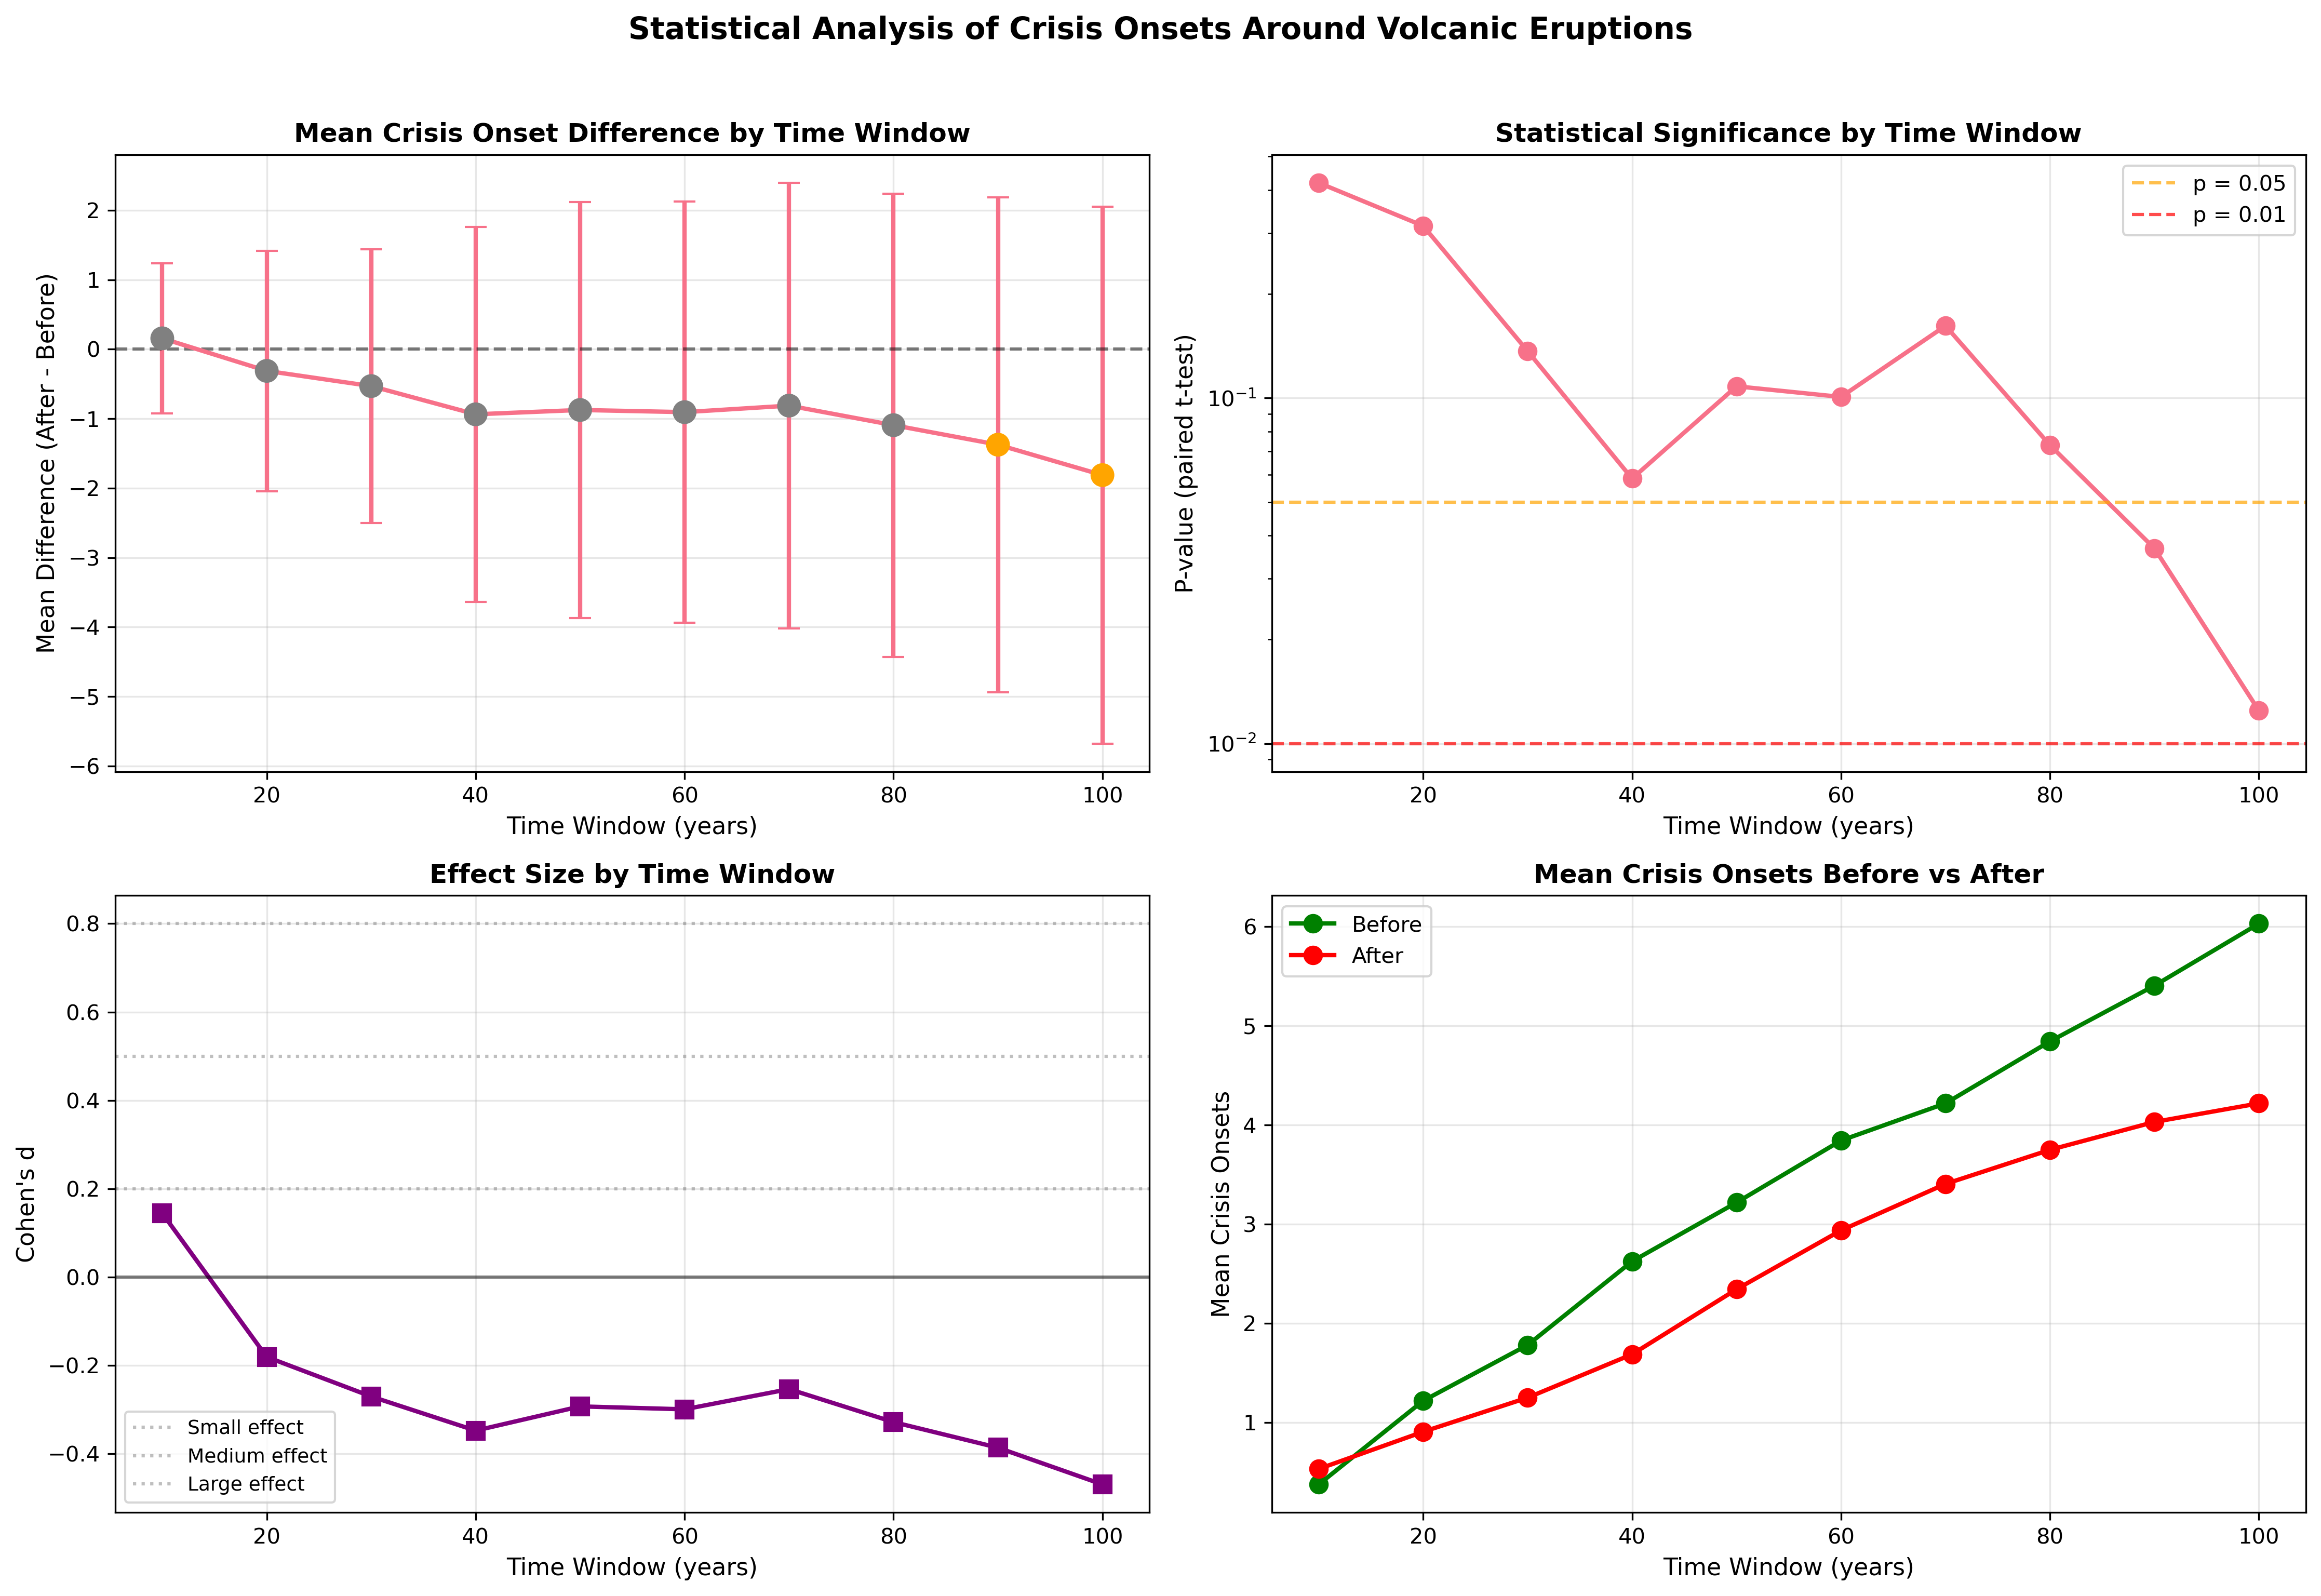 Statistical Analysis of Crisis Onsets Around Volcanic Eruptions
Mean Crisis Onset Difference by Time Window
Mean Difference (After - Before)
2
1
0
−1
−2
−3
−4
−5
−6
20
40
60
80
100
Time Window (years)
Statistical Significance by Time Window
P-value (paired t-test)
p = 0.05
p = 0.01
10⁻¹
10⁻²
20
40
60
80
100
Time Window (years)
Effect Size by Time Window
Cohen's d
0.8
0.6
0.4
0.2
0.0
−0.2
−0.4
Small effect
Medium effect
Large effect
20
40
60
80
100
Time Window (years)
Mean Crisis Onsets Before vs After
Mean Crisis Onsets
Before
After
6
5
4
3
2
1
20
40
60
80
100
Time Window (years)